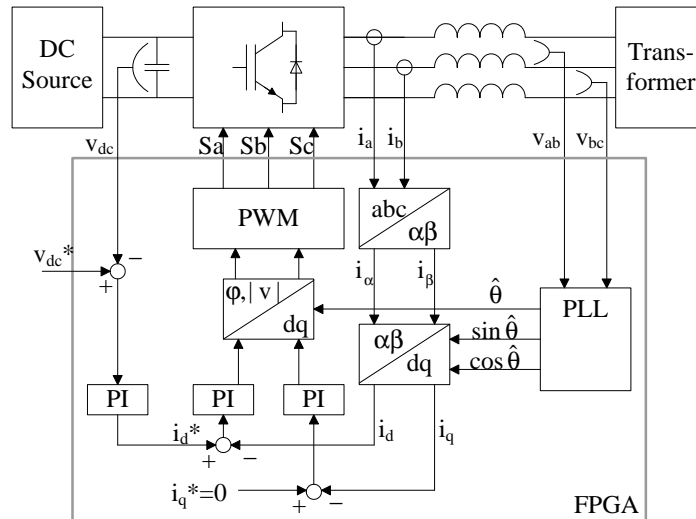 DC
Source
Trans-
former
v_dc
Sa
Sb
Sc
i_a
i_b
v_ab
v_bc
PWM
abc
αβ
v_dc*
−
+
i_α
i_β
φ,|v|
dq
θ̂
PLL
αβ
dq
sin θ̂
cos θ̂
PI
PI
PI
i_d*
+
−
i_d
i_q
i_q*=0
+
−
FPGA